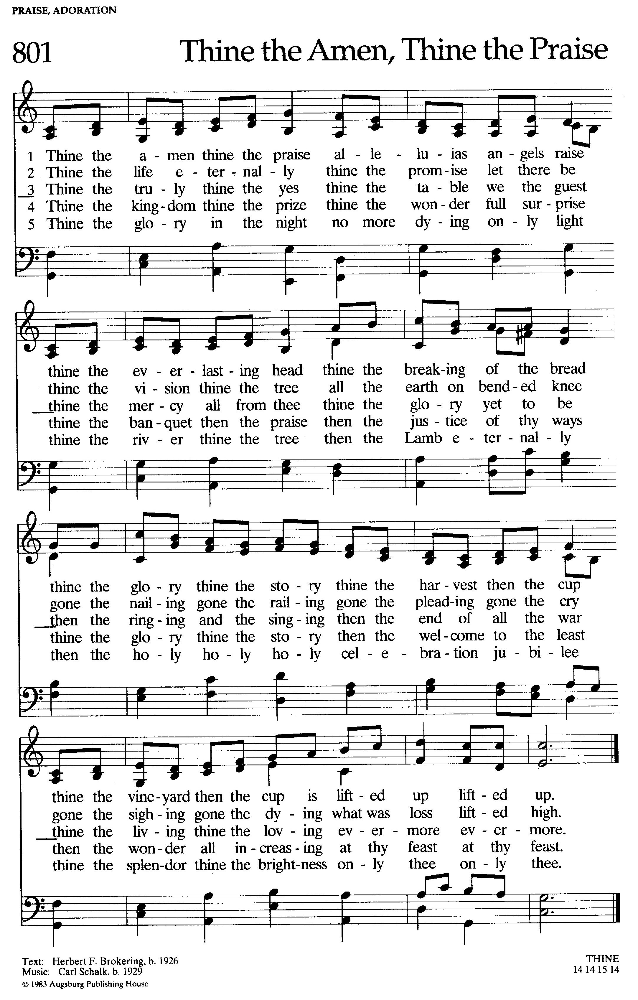 PRAISE, ADORATION
801 Thine the Amen, Thine the Praise
1 Thine the a - men thine the praise al - le - lu - ias an - gels raise
2 Thine the life e - ter - nal - ly thine the prom - ise let there be
3 Thine the tru - ly thine the yes thine the ta - ble we the guest
4 Thine the king - dom thine the prize thine the won - der full sur - prise
5 Thine the glo - ry in the night no more dy - ing on - ly light
thine the ev - er - last - ing head thine the break - ing of the bread
thine the vi - sion thine the tree all the earth on bend - ed knee
thine the mer - cy all from thee thine the glo - ry yet to be
thine the ban - quet then the praise then the jus - tice of thy ways
thine the riv - er thine the tree then the Lamb e - ter - nal - ly
thine the glo - ry thine the sto - ry thine the har - vest then the cup
gone the nail - ing gone the rail - ing gone the plead - ing gone the cry
then the ring - ing and the sing - ing then the end of all the war
thine the glo - ry thine the sto - ry then the wel - come to the least
then the ho - ly ho - ly ho - ly cel - e - bra - tion ju - bi - lee
thine the vine - yard then the cup is lift - ed up lift - ed up.
gone the sigh - ing gone the dy - ing what was loss lift - ed high.
thine the liv - ing thine the lov - ing ev - er - more ev - er - more.
then the won - der all in - creas - ing at thy feast at thy feast.
thine the splen - dor thine the bright - ness on - ly thee on - ly thee.
Text: Herbert F. Brokering, b. 1926
Music: Carl Schalk, b. 1929
© 1983 Augsburg Publishing House
THINE
14 14 15 14